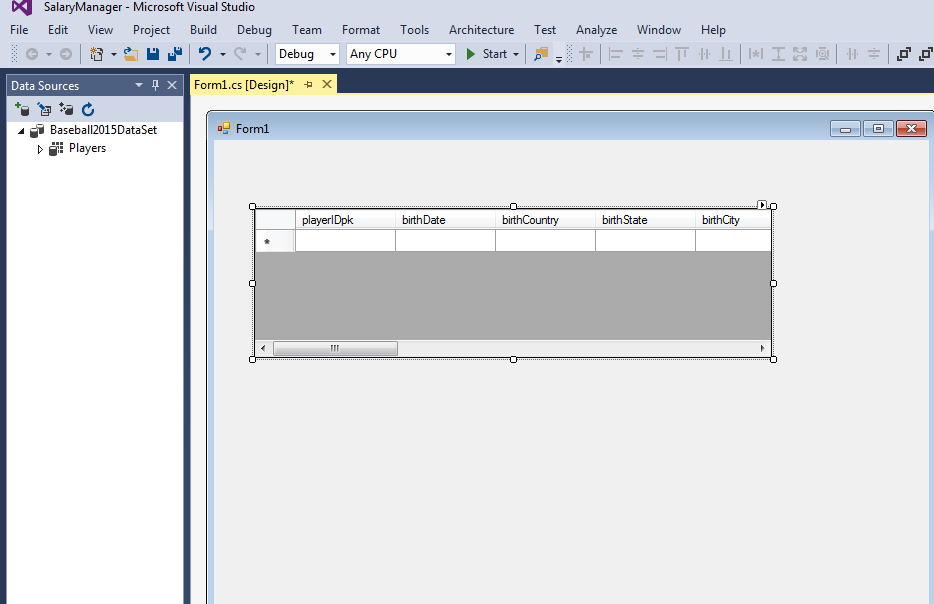 SalaryManager - Microsoft Visual Studio
File Edit View Project Build Debug Team Format Tools Architecture Test Analyze Window Help
Debug Any CPU Start
Data Sources
Form1.cs [Design]*
Baseball2015DataSet
Players
Form1
playerIDpk birthDate birthCountry birthState birthCity